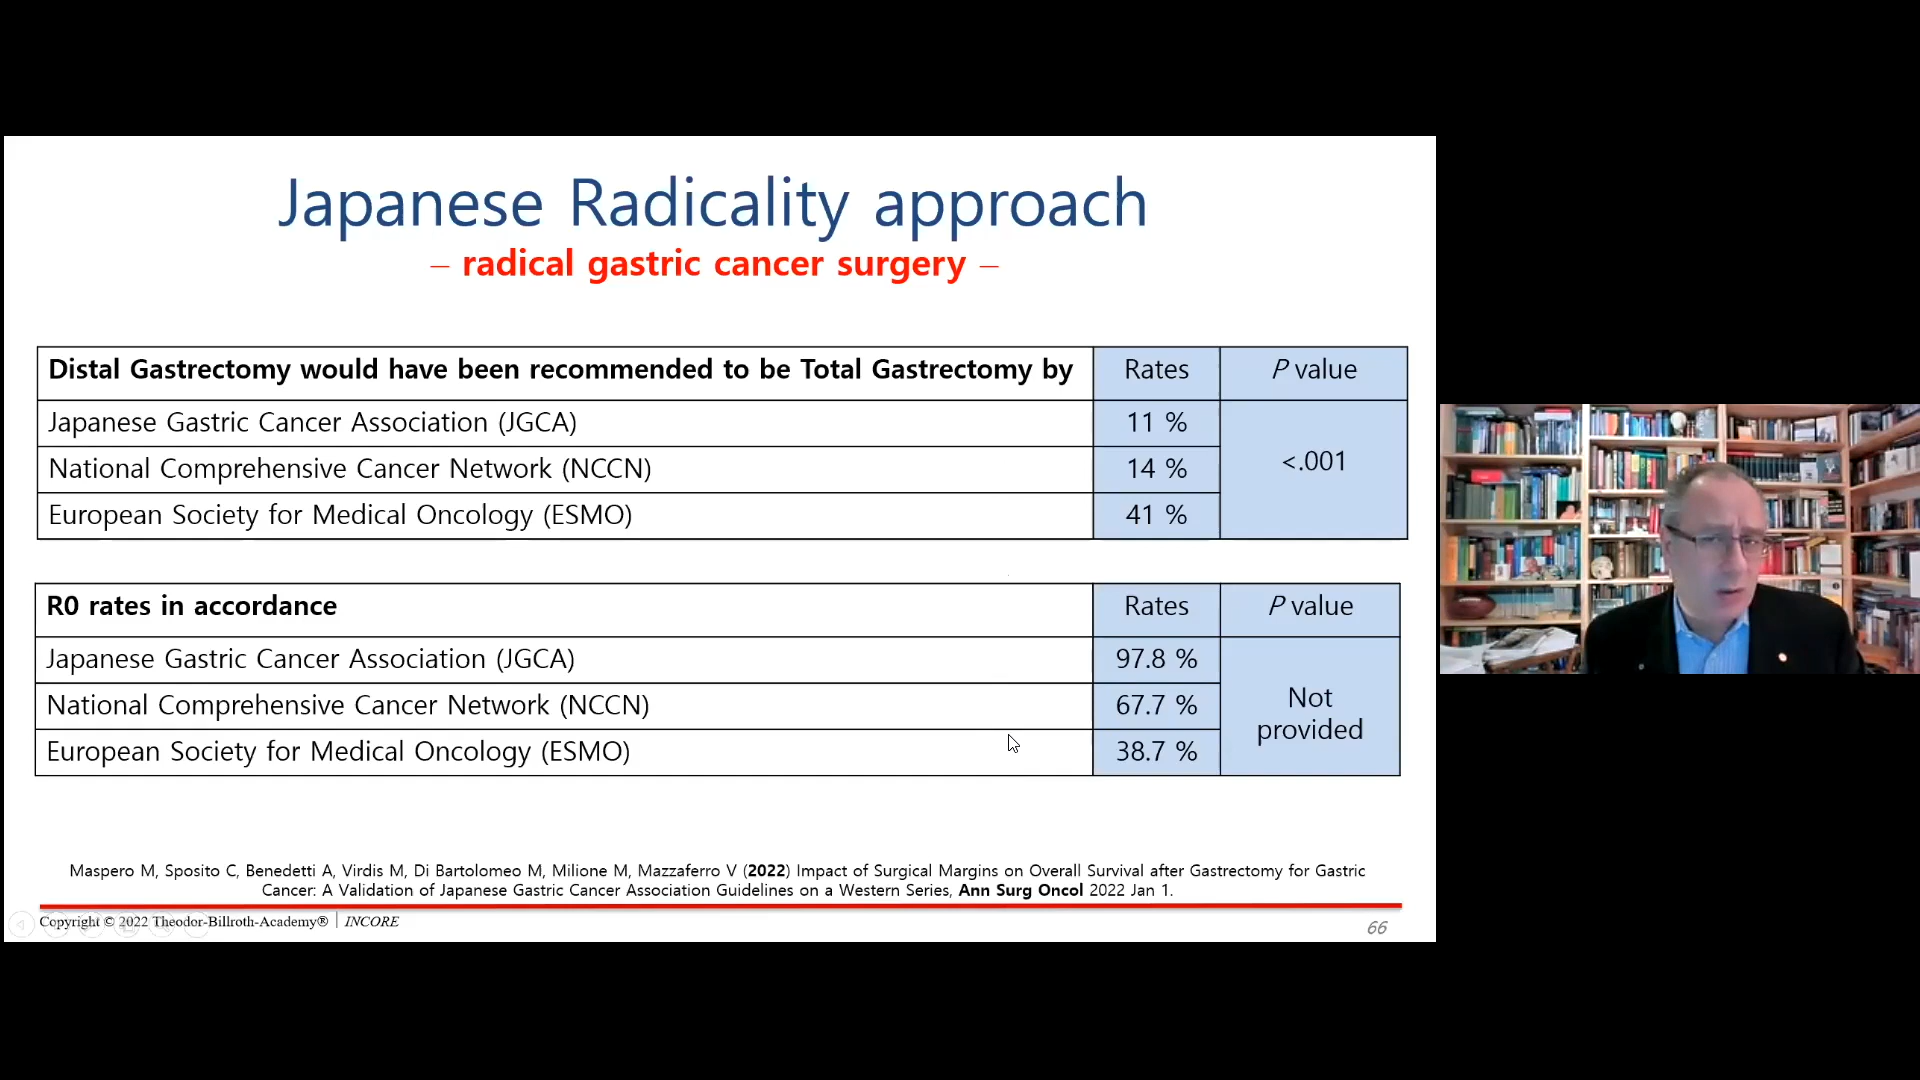 Japanese Radicality approach
– radical gastric cancer surgery –
Distal Gastrectomy would have been recommended to be Total Gastrectomy by Rates P value
Japanese Gastric Cancer Association (JGCA) 11 %
National Comprehensive Cancer Network (NCCN) 14 % <.001
European Society for Medical Oncology (ESMO) 41 %
R0 rates in accordance Rates P value
Japanese Gastric Cancer Association (JGCA) 97.8 %
National Comprehensive Cancer Network (NCCN) 67.7 % Not provided
European Society for Medical Oncology (ESMO) 38.7 %
Maspero M, Sposito C, Benedetti A, Virdis M, Di Bartolomeo M, Milione M, Mazzaferro V (2022) Impact of Surgical Margins on Overall Survival after Gastrectomy for Gastric
Cancer: A Validation of Japanese Gastric Cancer Association Guidelines on a Western Series, Ann Surg Oncol 2022 Jan 1.
Copyright © 2022 Theodor-Billroth-Academy® | INCORE
66